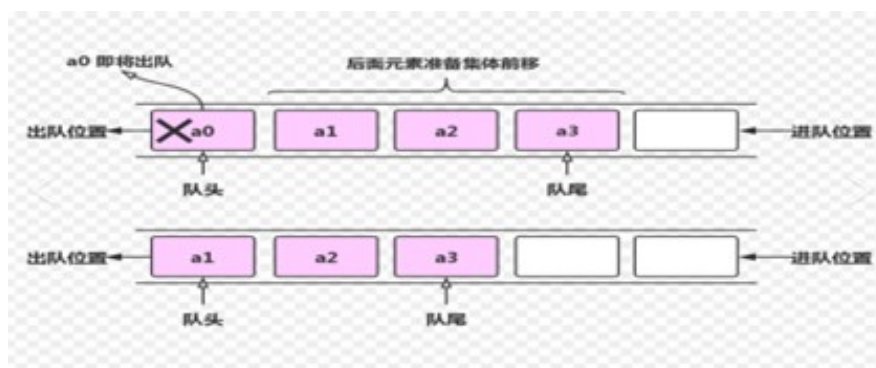 a0 即将出队
后面元素准备集体前移
出队位置 a0 a1 a2 a3 进队位置
队头 队尾
出队位置 a1 a2 a3 进队位置
队头 队尾